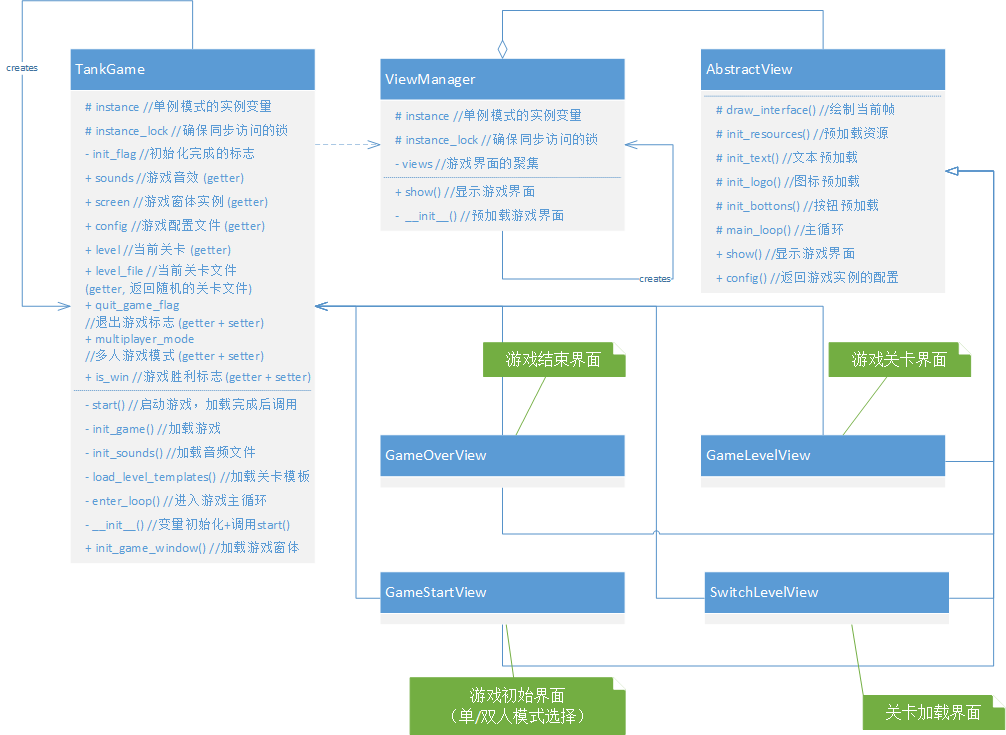 creates
TankGame
# instance //单例模式的实例变量
# instance_lock //确保同步访问的锁
- init_flag //初始化完成的标志
+ sounds //游戏音效 (getter)
+ screen //游戏窗体实例 (getter)
+ config //游戏配置文件 (getter)
+ level //当前关卡 (getter)
+ level_file //当前关卡文件
(getter, 返回随机的关卡文件)
+ quit_game_flag
//退出游戏标志 (getter + setter)
+ multiplayer_mode
//多人游戏模式 (getter + setter)
+ is_win //游戏胜利标志 (getter + setter)
- start() //启动游戏，加载完成后调用
- init_game() //加载游戏
- init_sounds() //加载音频文件
- load_level_templates() //加载关卡模板
- enter_loop() //进入游戏主循环
- __init__() //变量初始化+调用start()
+ init_game_window() //加载游戏窗体
ViewManager
# instance //单例模式的实例变量
# instance_lock //确保同步访问的锁
- views //游戏界面的聚集
+ show() //显示游戏界面
- __init__() //预加载游戏界面
creates
AbstractView
# draw_interface() //绘制当前帧
# init_resources() //预加载资源
# init_text() //文本预加载
# init_logo() //图标预加载
# init_bottons() //按钮预加载
# main_loop() //主循环
+ show() //显示游戏界面
+ config() //返回游戏实例的配置
游戏结束界面
游戏关卡界面
GameOverView
GameLevelView
GameStartView
SwitchLevelView
游戏初始界面
（单/双人模式选择）
关卡加载界面